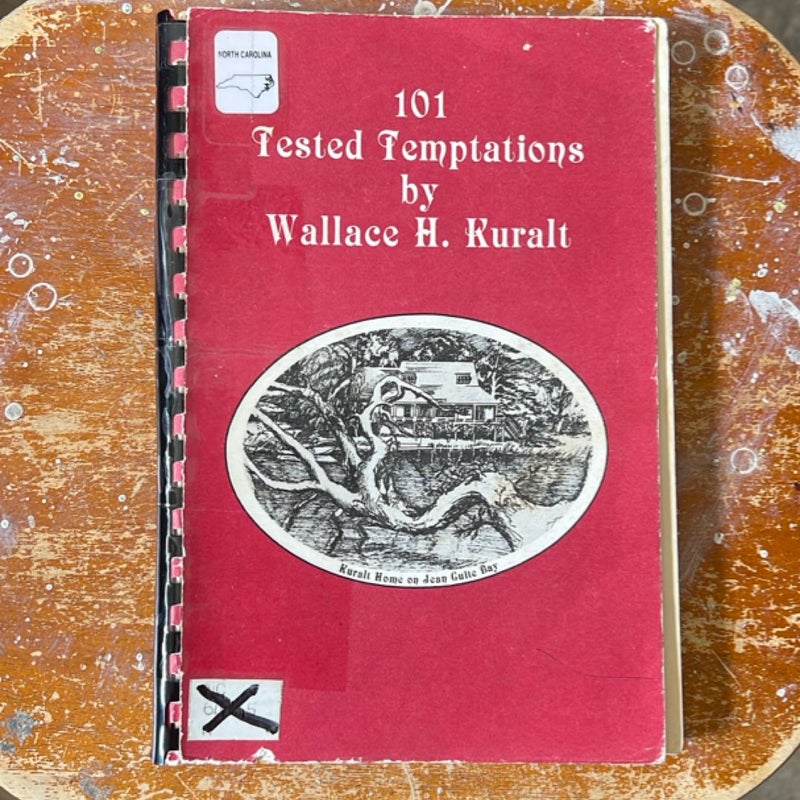 NORTH CAROLINA
101
Tested Temptations
by
Wallace H. Kuralt
Kuralt Home on Jean Guite Bay